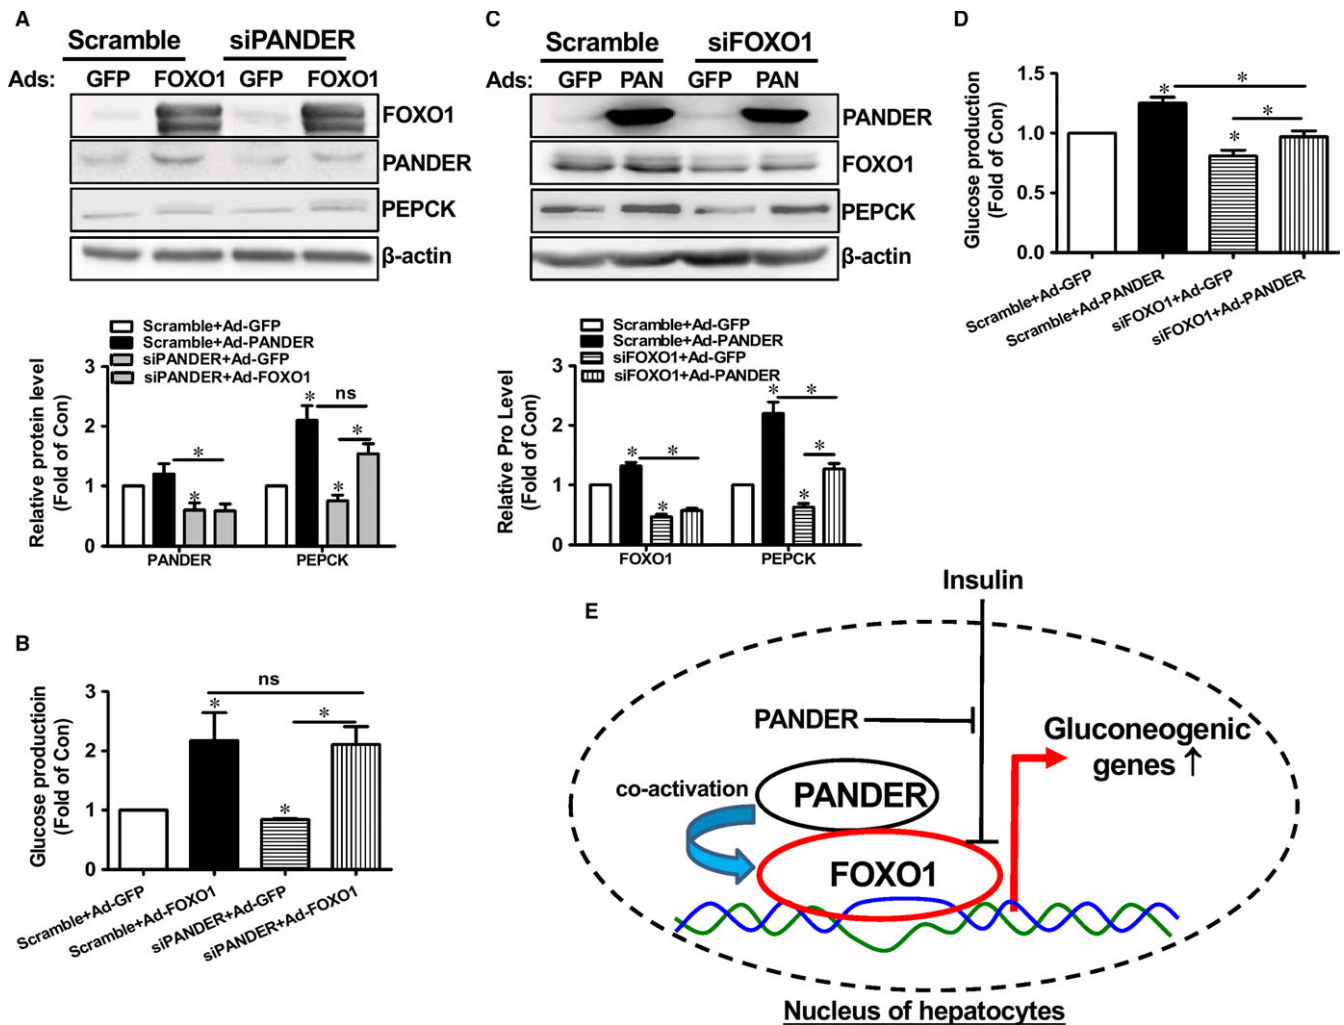 A
Scramble siPANDER
Ads: GFP FOXO1 GFP FOXO1
FOXO1
PANDER
PEPCK
β-actin
Scramble+Ad-GFP
Scramble+Ad-PANDER
siPANDER+Ad-GFP
siPANDER+Ad-FOXO1
Relative protein level
(Fold of Con)
3
2
1
0
*
*
*
ns
*
*
PANDER PEPCK
B
Glucose productioin
(Fold of Con)
3
2
1
0
ns
*
*
*
Scramble+Ad-GFP
Scramble+Ad-FOXO1
siPANDER+Ad-GFP
siPANDER+Ad-FOXO1
C
Scramble siFOXO1
Ads: GFP PAN GFP PAN
PANDER
FOXO1
PEPCK
β-actin
Scramble+Ad-GFP
Scramble+Ad-PANDER
siFOXO1+Ad-GFP
siFOXO1+Ad-PANDER
Relative Pro Level
(Fold of Con)
3
2
1
0
*
*
*
*
*
*
*
FOXO1 PEPCK
D
Glucose production
(Fold of Con)
1.5
1.0
0.5
0.0
*
*
*
*
Scramble+Ad-GFP
Scramble+Ad-PANDER
siFOXO1+Ad-GFP
siFOXO1+Ad-PANDER
E
Insulin
PANDER
Gluconeogenic
genes ↑
co-activation
PANDER
FOXO1
Nucleus of hepatocytes